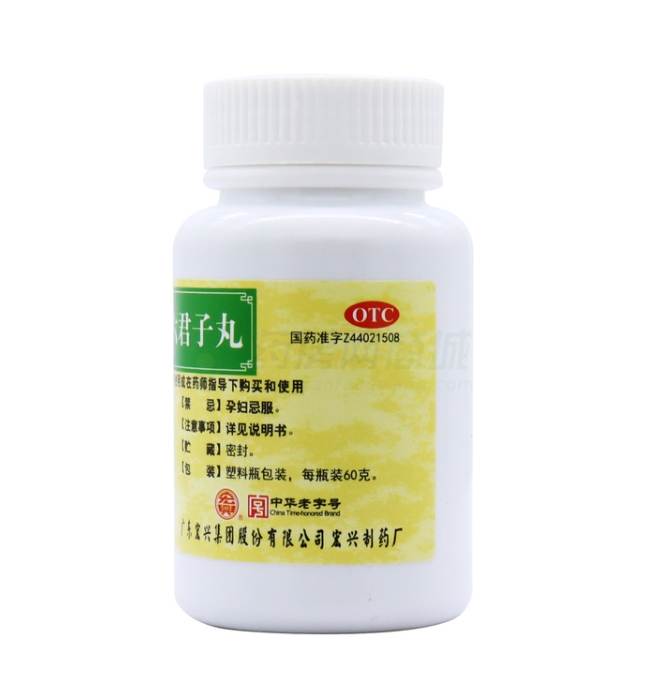 君子丸
OTC
国药准字Z44021508
或在药师指导下购买和使用
【禁 忌】孕妇忌服。
【注意事项】详见说明书。
【贮 藏】密封。
【包 装】塑料瓶包装，每瓶装60克。
中华老字号
China Time-honored Brand
广东宏兴集团股份有限公司宏兴制药厂